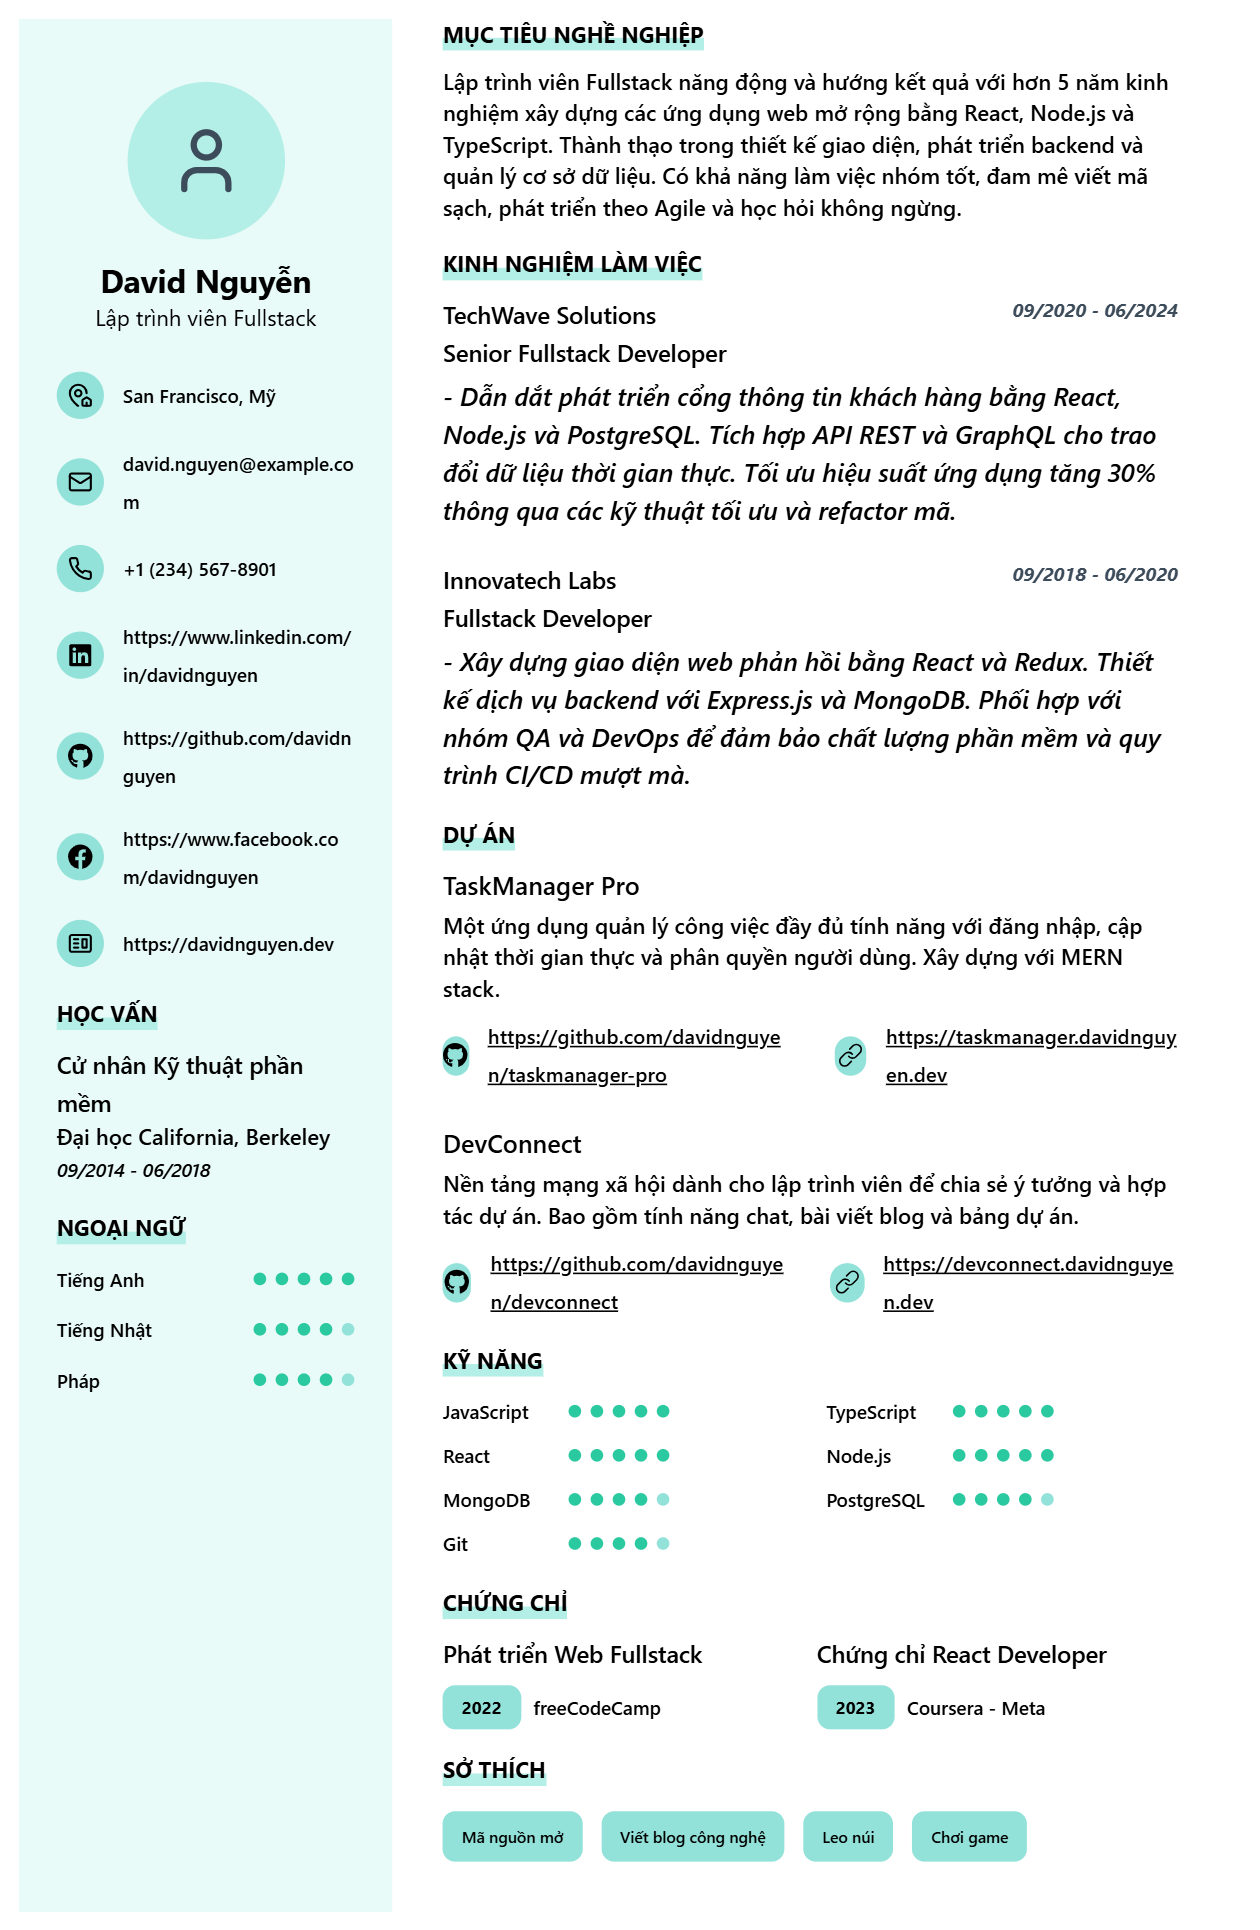 David Nguyễn
Lập trình viên Fullstack
San Francisco, Mỹ
david.nguyen@example.co
m
+1 (234) 567-8901
https://www.linkedin.com/
in/davidnguyen
https://github.com/davidn
guyen
https://www.facebook.co
m/davidnguyen
https://davidnguyen.dev
HỌC VẤN
Cử nhân Kỹ thuật phần
mềm
Đại học California, Berkeley
09/2014 - 06/2018
NGOẠI NGỮ
Tiếng Anh
Tiếng Nhật
Pháp
MỤC TIÊU NGHỀ NGHIỆP
Lập trình viên Fullstack năng động và hướng kết quả với hơn 5 năm kinh
nghiệm xây dựng các ứng dụng web mở rộng bằng React, Node.js và
TypeScript. Thành thạo trong thiết kế giao diện, phát triển backend và
quản lý cơ sở dữ liệu. Có khả năng làm việc nhóm tốt, đam mê viết mã
sạch, phát triển theo Agile và học hỏi không ngừng.
KINH NGHIỆM LÀM VIỆC
TechWave Solutions
09/2020 - 06/2024
Senior Fullstack Developer
- Dẫn dắt phát triển cổng thông tin khách hàng bằng React,
Node.js và PostgreSQL. Tích hợp API REST và GraphQL cho trao
đổi dữ liệu thời gian thực. Tối ưu hiệu suất ứng dụng tăng 30%
thông qua các kỹ thuật tối ưu và refactor mã.
Innovatech Labs
09/2018 - 06/2020
Fullstack Developer
- Xây dựng giao diện web phản hồi bằng React và Redux. Thiết
kế dịch vụ backend với Express.js và MongoDB. Phối hợp với
nhóm QA và DevOps để đảm bảo chất lượng phần mềm và quy
trình CI/CD mượt mà.
DỰ ÁN
TaskManager Pro
Một ứng dụng quản lý công việc đầy đủ tính năng với đăng nhập, cập
nhật thời gian thực và phân quyền người dùng. Xây dựng với MERN
stack.
https://github.com/davidnguye
n/taskmanager-pro
https://taskmanager.davidnguy
en.dev
DevConnect
Nền tảng mạng xã hội dành cho lập trình viên để chia sẻ ý tưởng và hợp
tác dự án. Bao gồm tính năng chat, bài viết blog và bảng dự án.
https://github.com/davidnguye
n/devconnect
https://devconnect.davidnguye
n.dev
KỸ NĂNG
JavaScript
TypeScript
React
Node.js
MongoDB
PostgreSQL
Git
CHỨNG CHỈ
Phát triển Web Fullstack
2022 freeCodeCamp
Chứng chỉ React Developer
2023 Coursera - Meta
SỞ THÍCH
Mã nguồn mở
Viết blog công nghệ
Leo núi
Chơi game